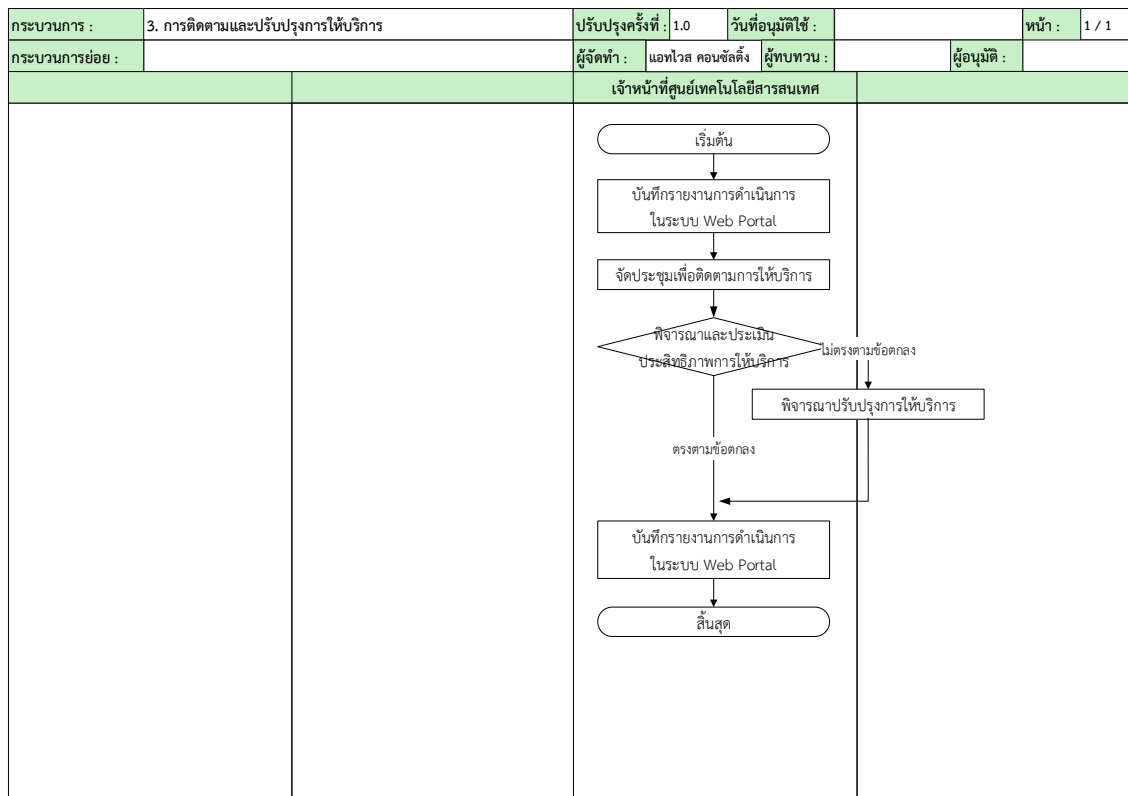 กระบวนการ : 3. การติดตามและปรับปรุงการให้บริการ ปรับปรุงครั้งที่ : 1.0 วันที่อนุมัติใช้ : หน้า : 1 / 1
กระบวนการย่อย : ผู้จัดทำ : แอทไวส คอนซัลติ้ง ผู้ทบทวน : ผู้อนุมัติ :
เจ้าหน้าที่ศูนย์เทคโนโลยีสารสนเทศ
เริ่มต้น
บันทึกรายงานการดำเนินการ
ในระบบ Web Portal
จัดประชุมเพื่อติดตามการให้บริการ
พิจารณาและประเมิน
ประสิทธิภาพการให้บริการ
ไม่ตรงตามข้อตกลง
พิจารณาปรับปรุงการให้บริการ
ตรงตามข้อตกลง
บันทึกรายงานการดำเนินการ
ในระบบ Web Portal
สิ้นสุด